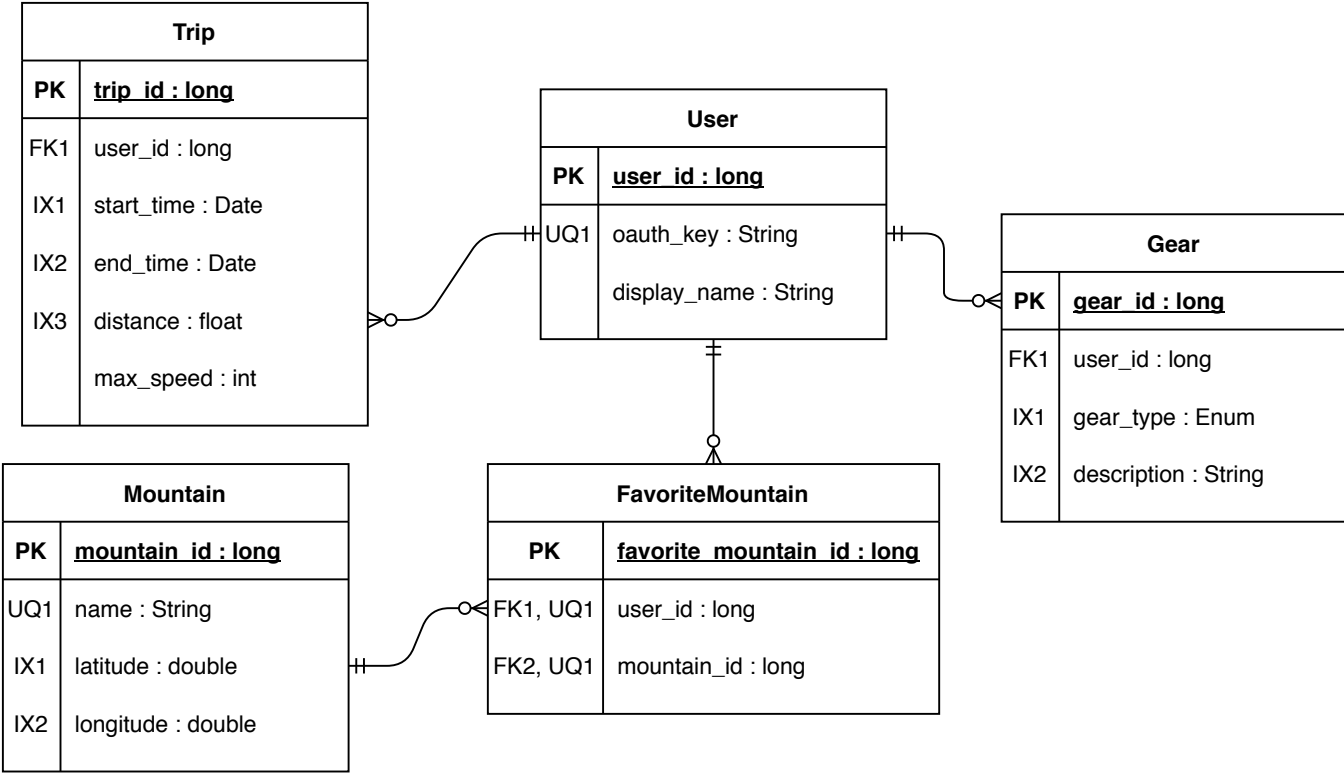 Trip
PK trip_id : long
FK1 user_id : long
IX1 start_time : Date
IX2 end_time : Date
IX3 distance : float
max_speed : int
User
PK user_id : long
UQ1 oauth_key : String
display_name : String
Gear
PK gear_id : long
FK1 user_id : long
IX1 gear_type : Enum
IX2 description : String
Mountain
PK mountain_id : long
UQ1 name : String
IX1 latitude : double
IX2 longitude : double
FavoriteMountain
PK favorite_mountain_id : long
FK1, UQ1 user_id : long
FK2, UQ1 mountain_id : long